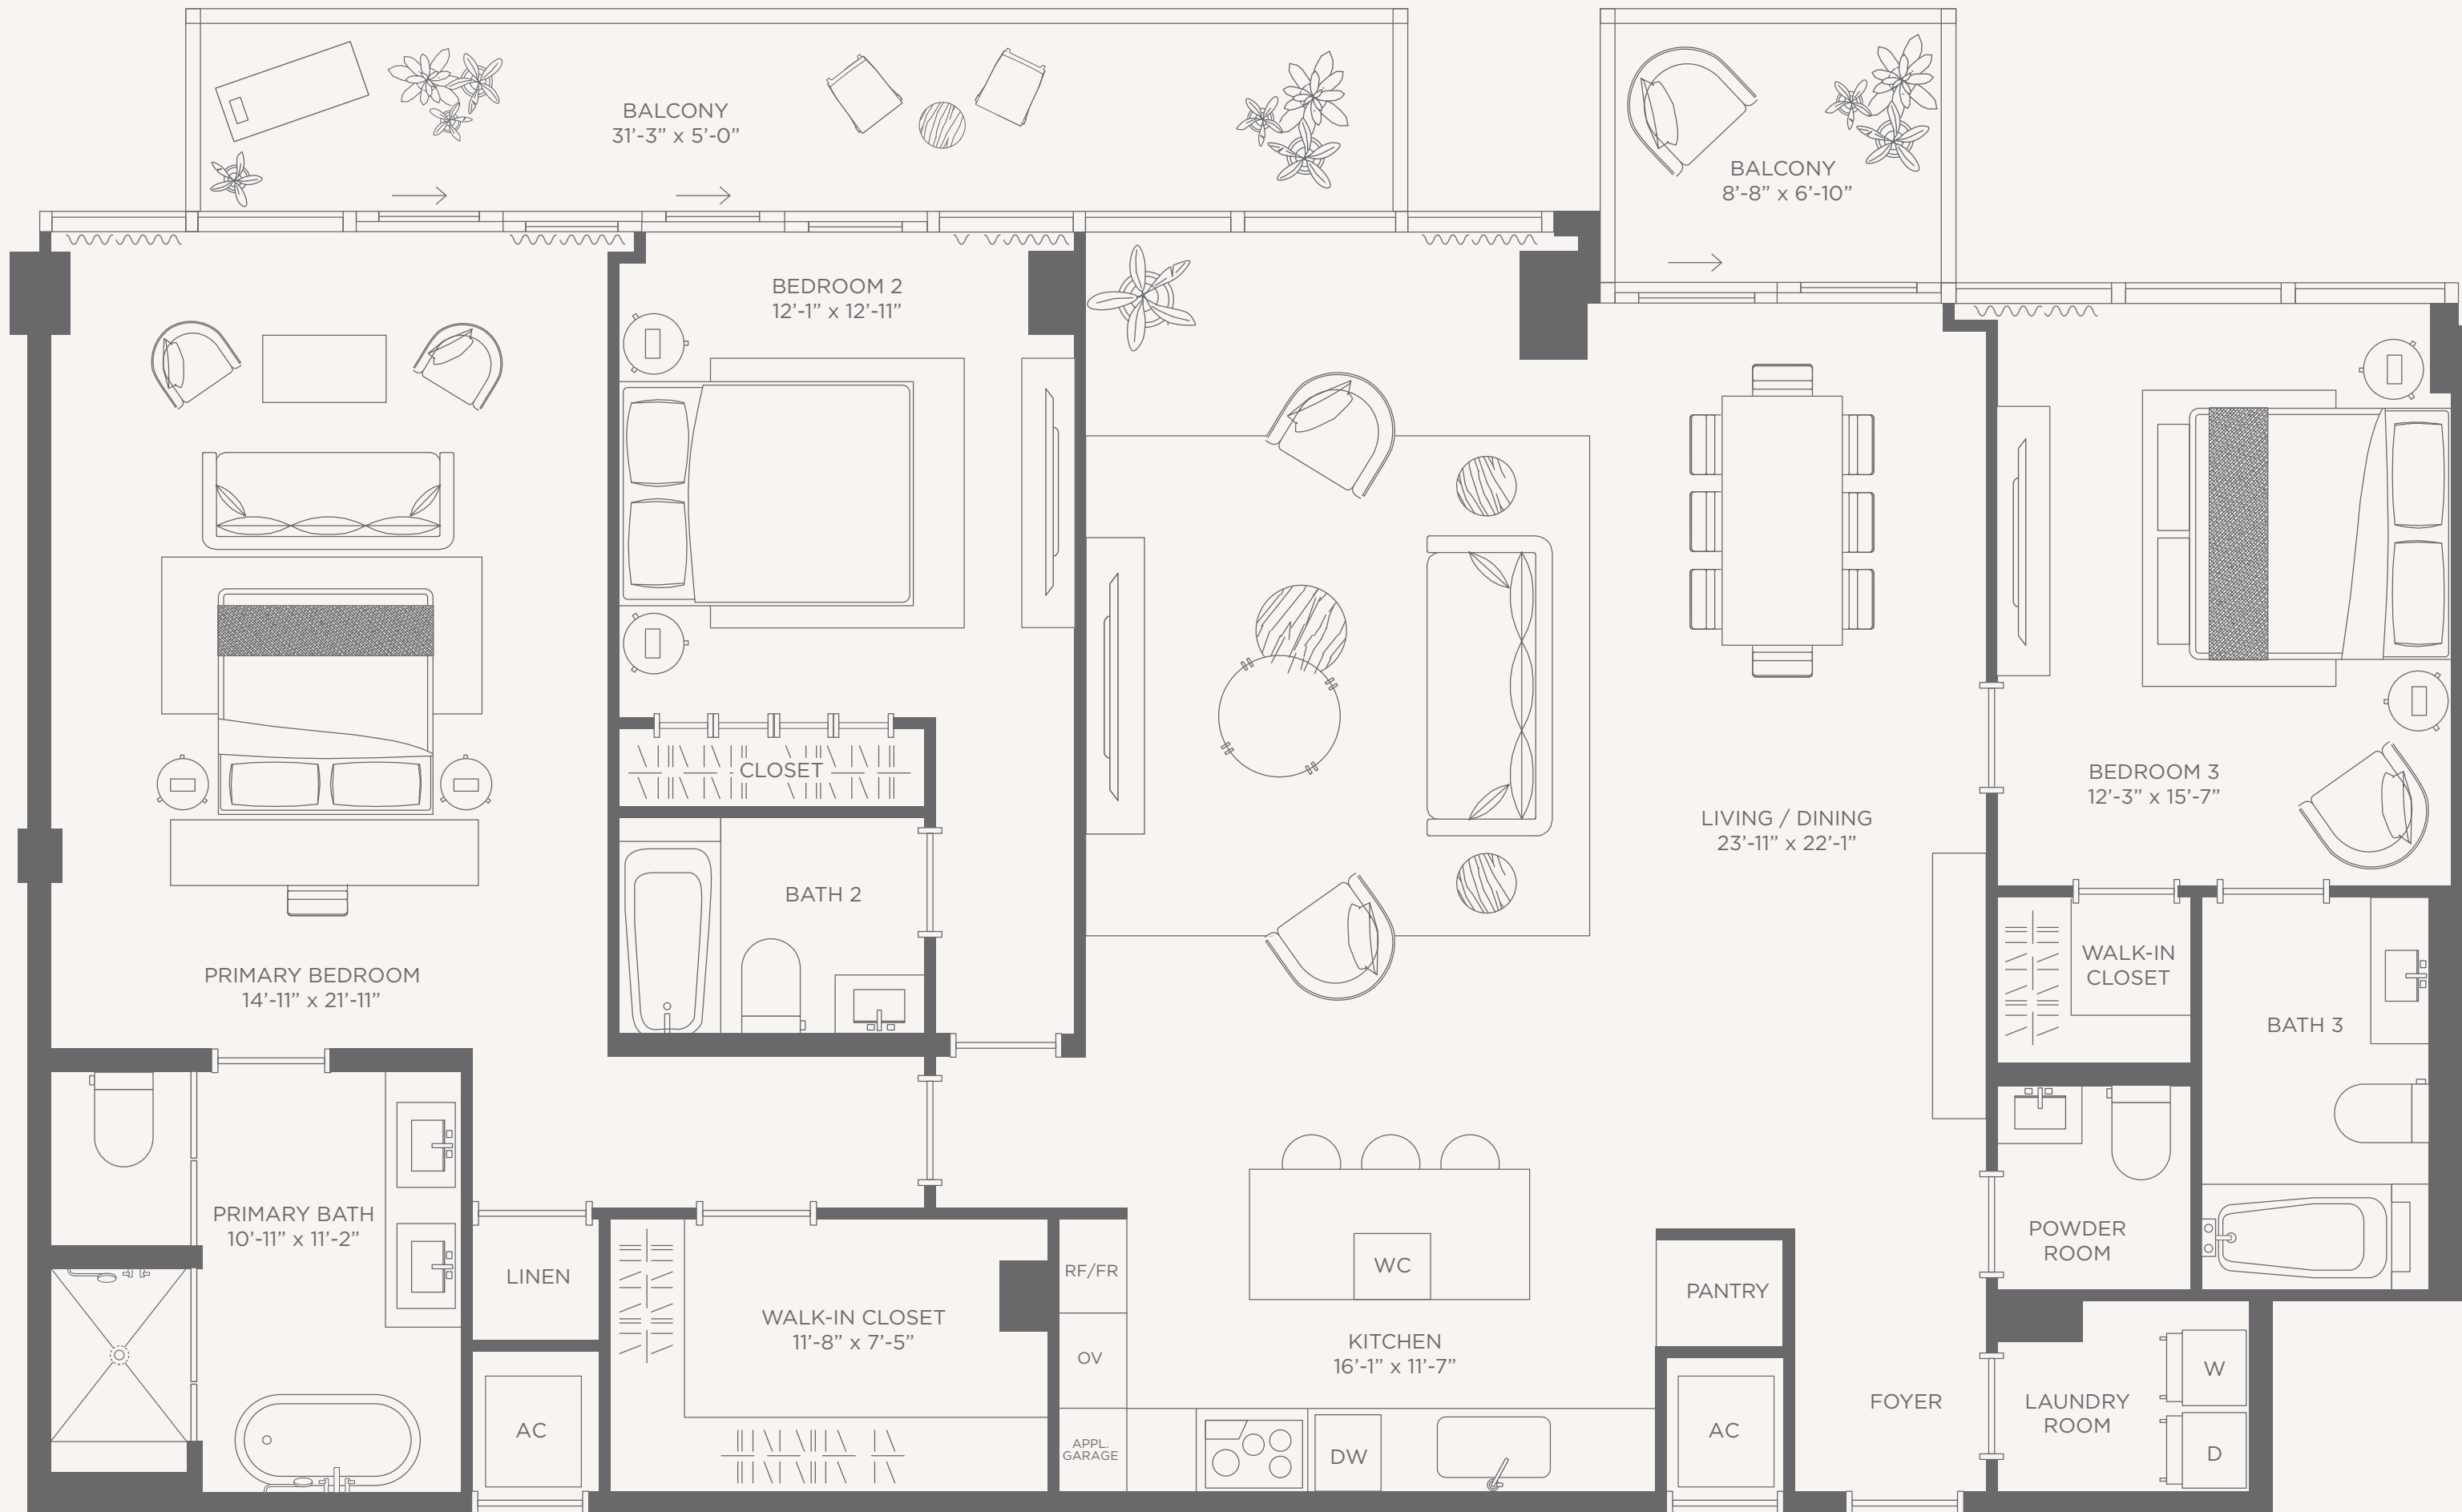 BALCONY
31’-3” x 5’-0”
BALCONY
8’-8” x 6’-10”
BEDROOM 2
12’-1” x 12’-11”
CLOSET
BEDROOM 3
12’-3” x 15’-7”
LIVING / DINING
23’-11” x 22’-1”
BATH 2
PRIMARY BEDROOM
14’-11” x 21’-11”
WALK-IN
CLOSET
BATH 3
PRIMARY BATH
10’-11” x 11’-2”
LINEN
WALK-IN CLOSET
11’-8” x 7’-5”
RF/FR
OV
APPL.
GARAGE
WC
KITCHEN
16’-1” x 11’-7”
PANTRY
POWDER
ROOM
AC
DW
AC
FOYER
LAUNDRY
ROOM
W
D